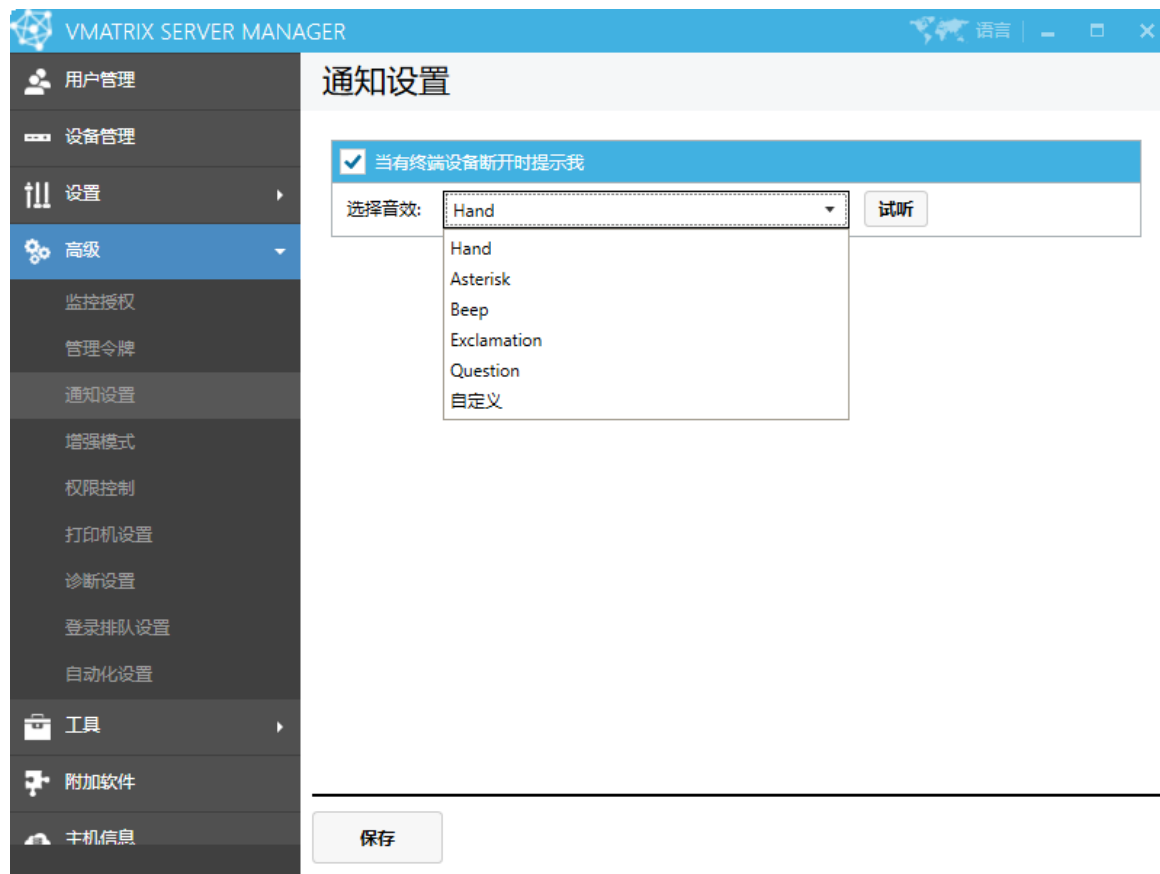 VMATRIX SERVER MANAGER
语言
用户管理
设备管理
设置
高级
监控授权
管理令牌
通知设置
增强模式
权限控制
打印机设置
诊断设置
登录排队设置
自动化设置
工具
附加软件
主机信息
通知设置
当有终端设备断开时提示我
选择音效: Hand 试听
Hand
Asterisk
Beep
Exclamation
Question
自定义
保存